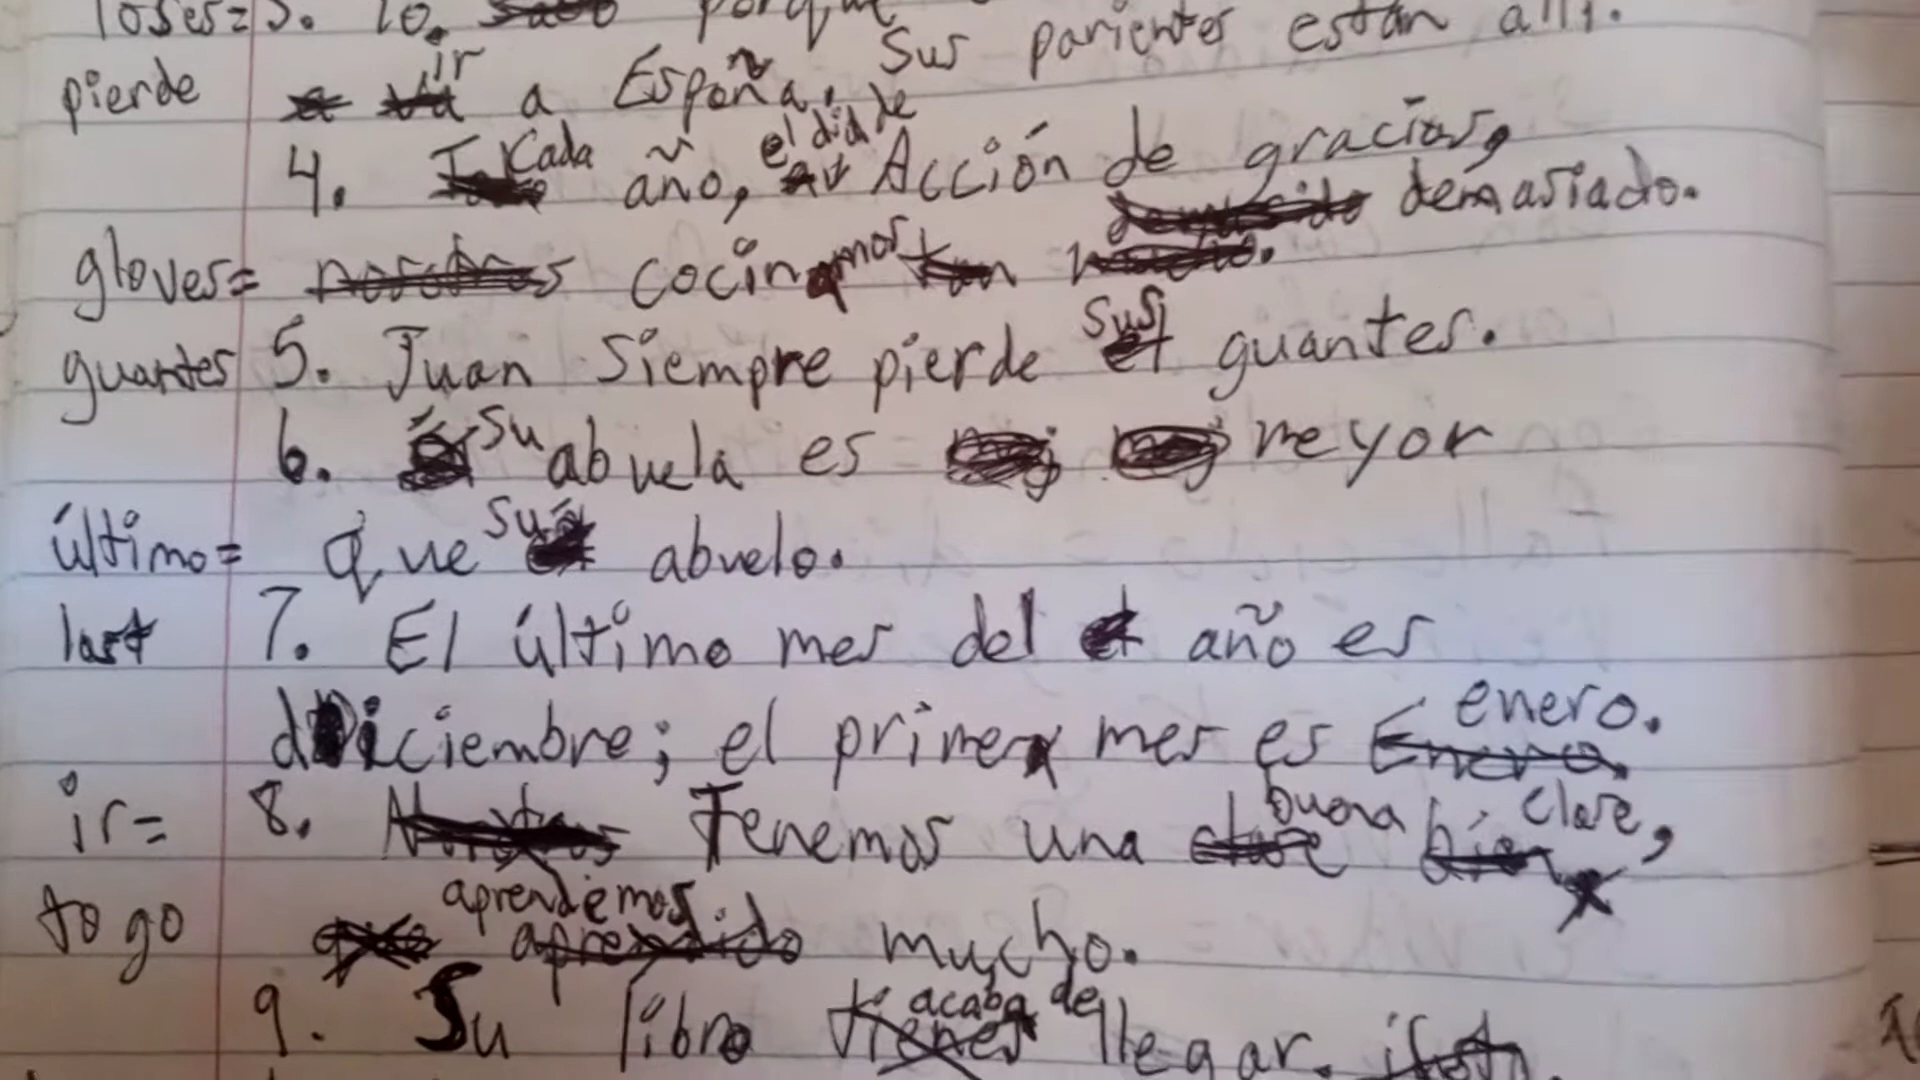 loses= 3. lo. porque
pierde ir a España. Sus parientes están allí.
4. Cada año, el día de Acción de gracias,
gloves= cocinamos demasiado.
guantes 5. Juan siempre pierde sus guantes.
6. Su abuela es meyor
último= que su abuelo.
last 7. El último mes del año es
diciembre; el primer mes es enero.
ir= 8. Tenemos una buena clase,
to go aprendemos mucho.
9. Su libro acaba de llegar.